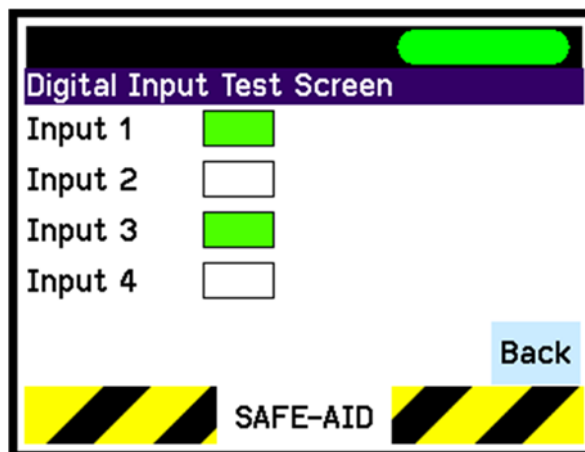 Digital Input Test Screen
Input 1
Input 2
Input 3
Input 4
Back
SAFE-AID